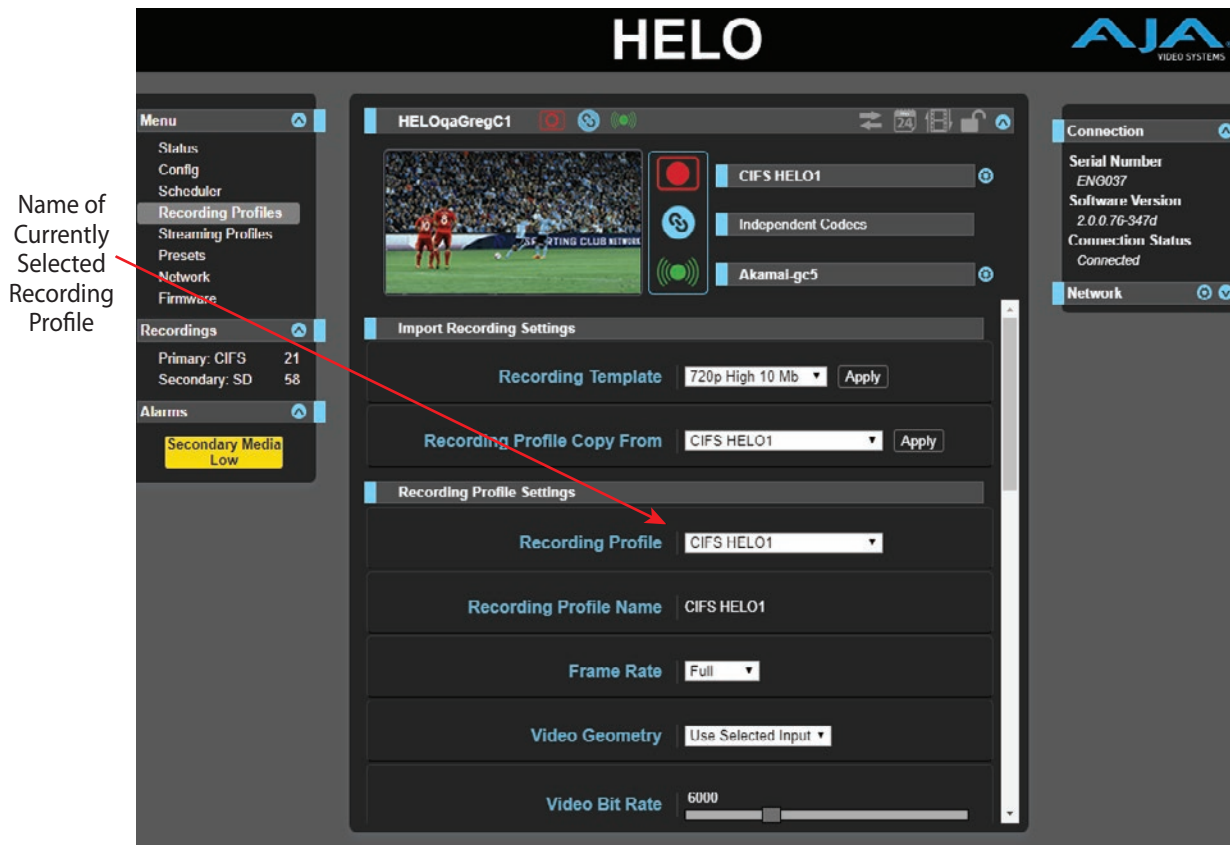 HELO
AJA
VIDEO SYSTEMS
Name of
Currently
Selected
Recording
Profile
Menu
Status
Config
Scheduler
Recording Profiles
Streaming Profiles
Presets
Network
Firmware
Recordings
Primary: CIFS 21
Secondary: SD 58
Alarms
Secondary Media
Low
HELOqaGregC1
24
SPORTING CLUB NETWORK
CIFS HELO1
Independent Codecs
Akamai-gc5
Import Recording Settings
Recording Template 720p High 10 Mb Apply
Recording Profile Copy From CIFS HELO1 Apply
Recording Profile Settings
Recording Profile CIFS HELO1
Recording Profile Name CIFS HELO1
Frame Rate Full
Video Geometry Use Selected Input
Video Bit Rate 6000
Connection
Serial Number
ENG037
Software Version
2.0.0.76-347d
Connection Status
Connected
Network